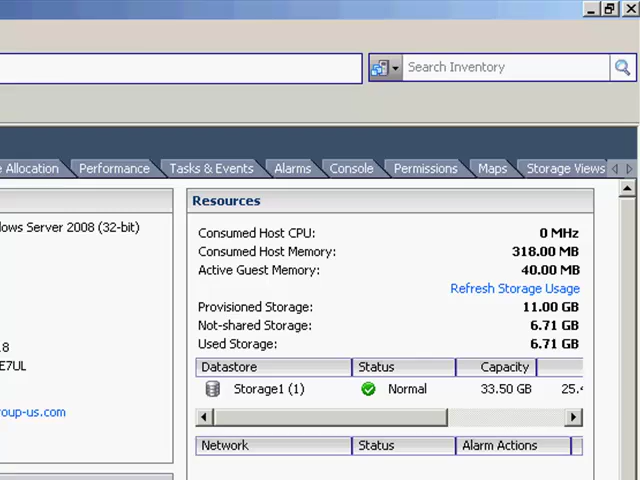 Search Inventory
Allocation Performance Tasks & Events Alarms Console Permissions Maps Storage Views
Resources
Server 2008 (32-bit)
Consumed Host CPU: 0 MHz
Consumed Host Memory: 318.00 MB
Active Guest Memory: 40.00 MB
Refresh Storage Usage
Provisioned Storage: 11.00 GB
Not-shared Storage: 6.71 GB
Used Storage: 6.71 GB
.8
E7UL
Datastore Status Capacity
Storage1 (1) Normal 33.50 GB 25.
oup-us.com
Network Status Alarm Actions